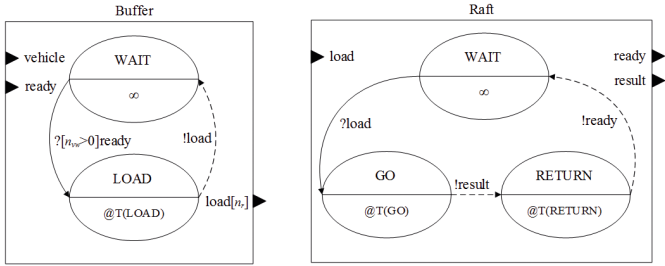 Buffer
vehicle
ready
WAIT
∞
?[n_vw>0]ready
!load
LOAD
@T(LOAD)
load[n_r]
Raft
load
ready
result
WAIT
∞
?load
!ready
GO
@T(GO)
!result
RETURN
@T(RETURN)